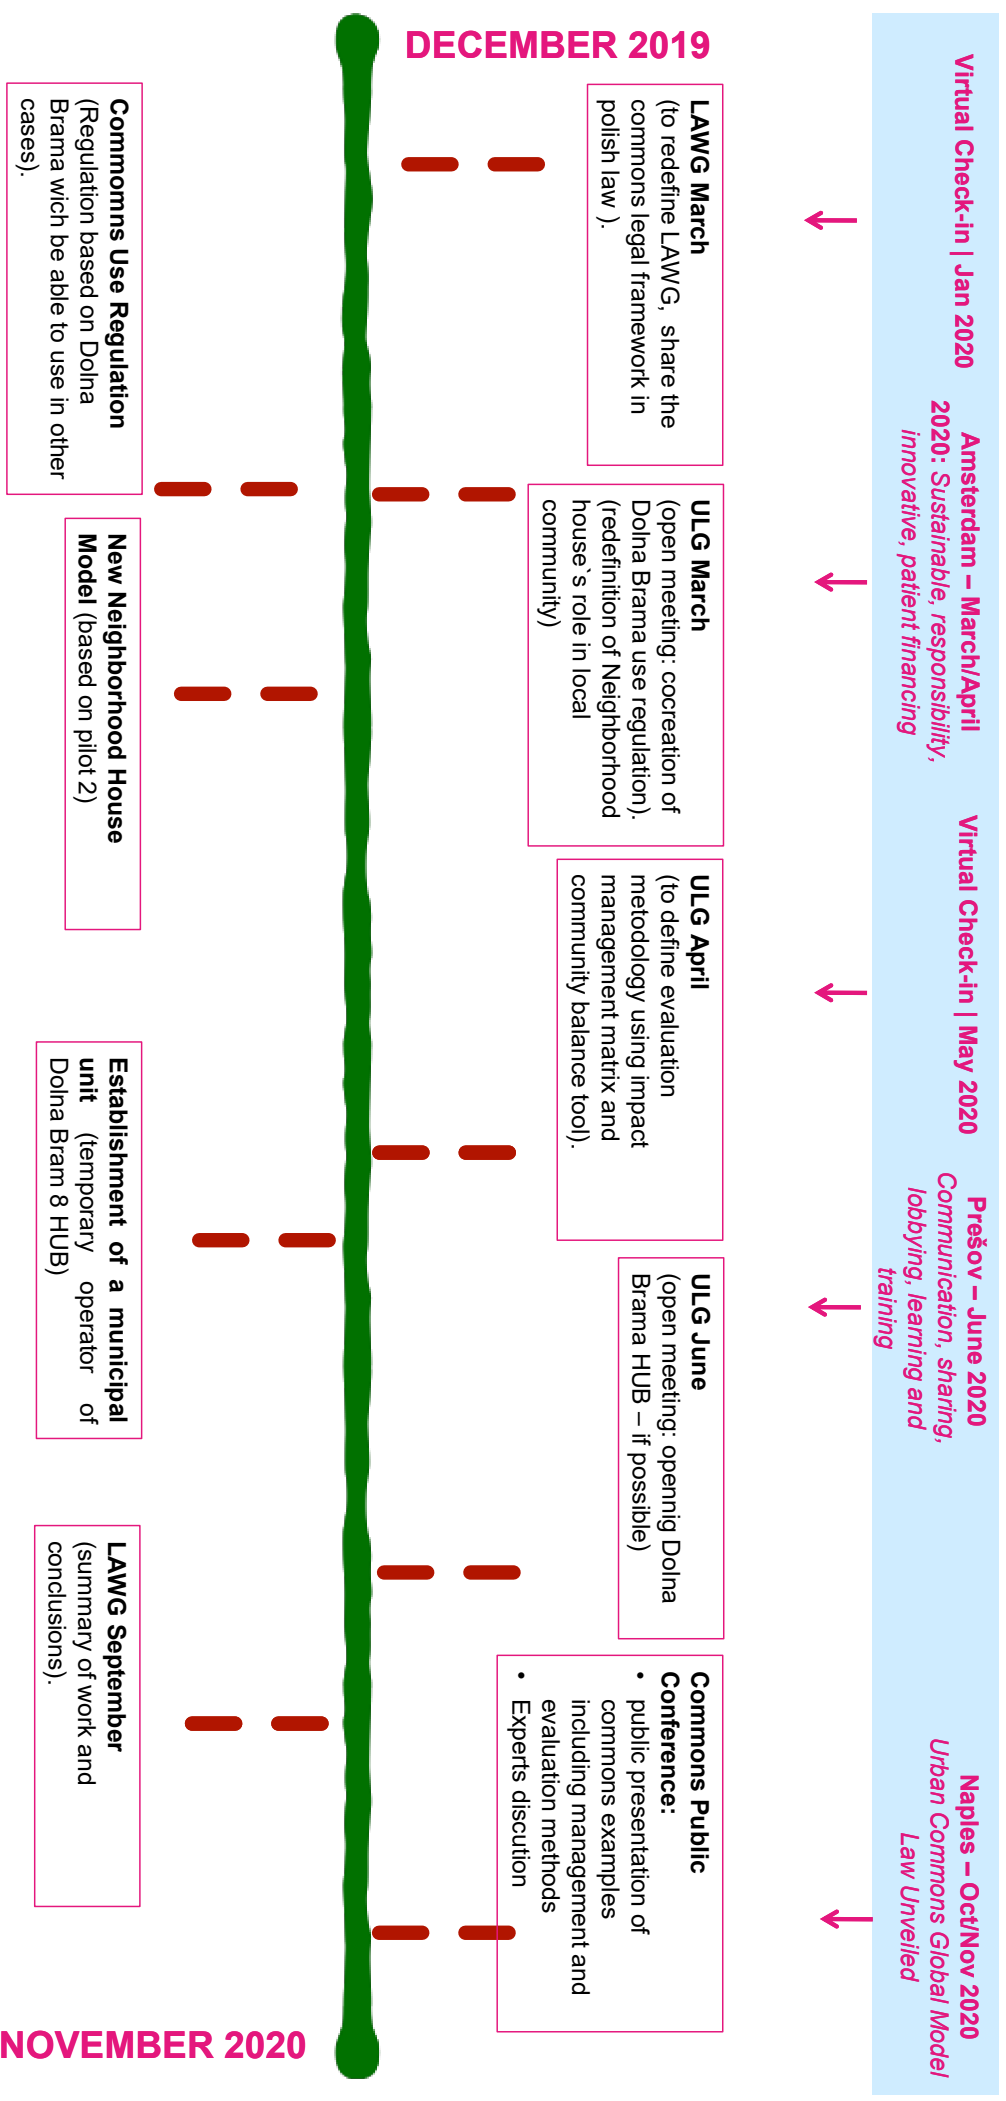 DECEMBER 2019
Virtual Check-in | Jan 2020
Amsterdam – March/April
2020: Sustainable, responsibility,
innovative, patient financing
Virtual Check-in | May 2020
Prešov – June 2020
Communication, sharing,
lobbying, learning and
training
Naples – Oct/Nov 2020
Urban Commons Global Model
Law Unveiled
LAWG March
(to redefine LAWG, share the
commons legal framework in
polish law ).
ULG March
(open meeting: cocreation of
Dolna Brama use regulation).
(redefinition of Neighborhood
house`s role in local
community)
ULG April
(to define evaluation
metodology using impact
management matrix and
community balance tool).
ULG June
(open meeting: opennig Dolna
Brama HUB – if possible)
Commons Public
Conference:
• public presentation of
commons examples
including management and
evaluation methods
• Experts discution
Commomns Use Regulation
(Regulation based on Dolna
Brama wich be able to use in other
cases).
New Neighborhood House
Model (based on pilot 2)
Establishment of a municipal
unit (temporary operator of
Dolna Bram 8 HUB)
LAWG September
(summary of work and
conclusions).
NOVEMBER 2020